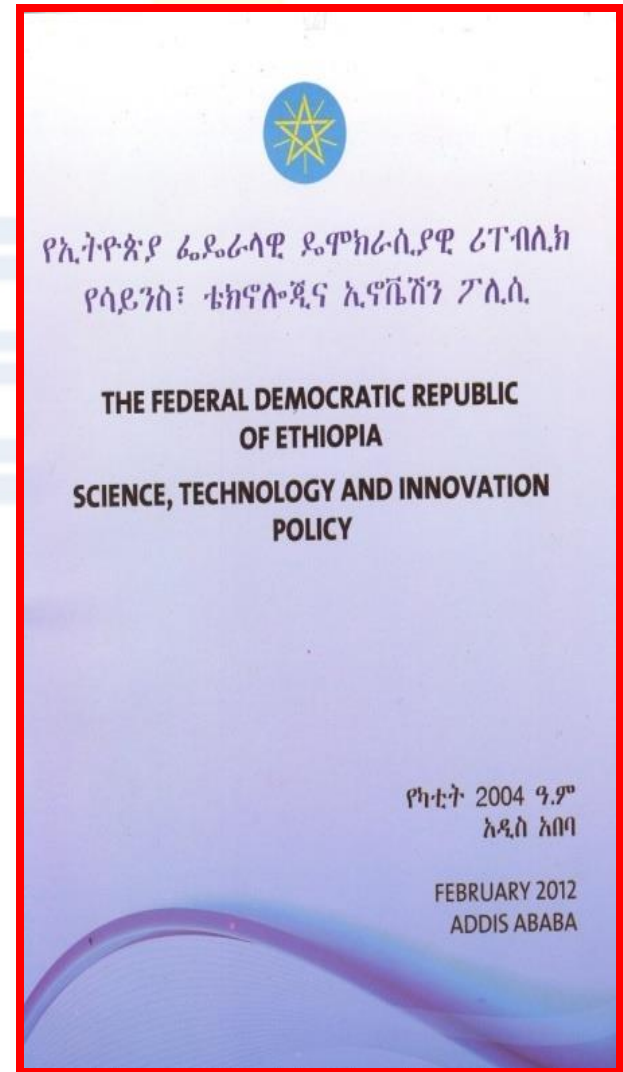 የኢትዮጵያ ፌዴራላዊ ዴሞክራሲያዊ ሪፐብሊክ
የሳይንስ፣ ቴክኖሎጂና ኢኖቬሽን ፖሊሲ
THE FEDERAL DEMOCRATIC REPUBLIC
OF ETHIOPIA
SCIENCE, TECHNOLOGY AND INNOVATION
POLICY
የካቲት 2004 ዓ.ም
አዲስ አበባ
FEBRUARY 2012
ADDIS ABABA